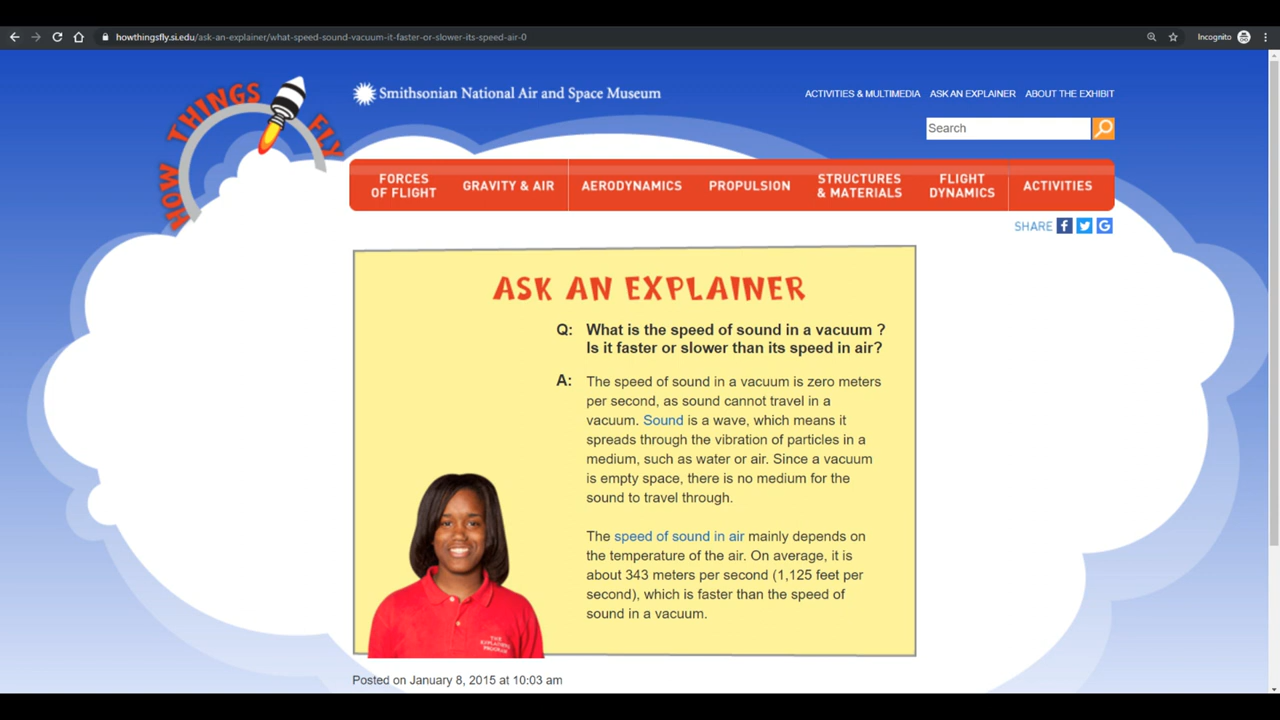 howthingsfly.si.edu/ask-an-explainer/what-speed-sound-vacuum-it-faster-or-slower-its-speed-air-0
Incognito
HOW THINGS FLY
Smithsonian National Air and Space Museum
ACTIVITIES & MULTIMEDIA ASK AN EXPLAINER ABOUT THE EXHIBIT
Search
FORCES
OF FLIGHT
GRAVITY & AIR
AERODYNAMICS
PROPULSION
STRUCTURES
& MATERIALS
FLIGHT
DYNAMICS
ACTIVITIES
SHARE
ASK AN EXPLAINER
Q: What is the speed of sound in a vacuum ?
Is it faster or slower than its speed in air?
A: The speed of sound in a vacuum is zero meters
per second, as sound cannot travel in a
vacuum. Sound is a wave, which means it
spreads through the vibration of particles in a
medium, such as water or air. Since a vacuum
is empty space, there is no medium for the
sound to travel through.
The speed of sound in air mainly depends on
the temperature of the air. On average, it is
about 343 meters per second (1,125 feet per
second), which is faster than the speed of
sound in a vacuum.
THE
EXPLAINERS
PROGRAM
Posted on January 8, 2015 at 10:03 am